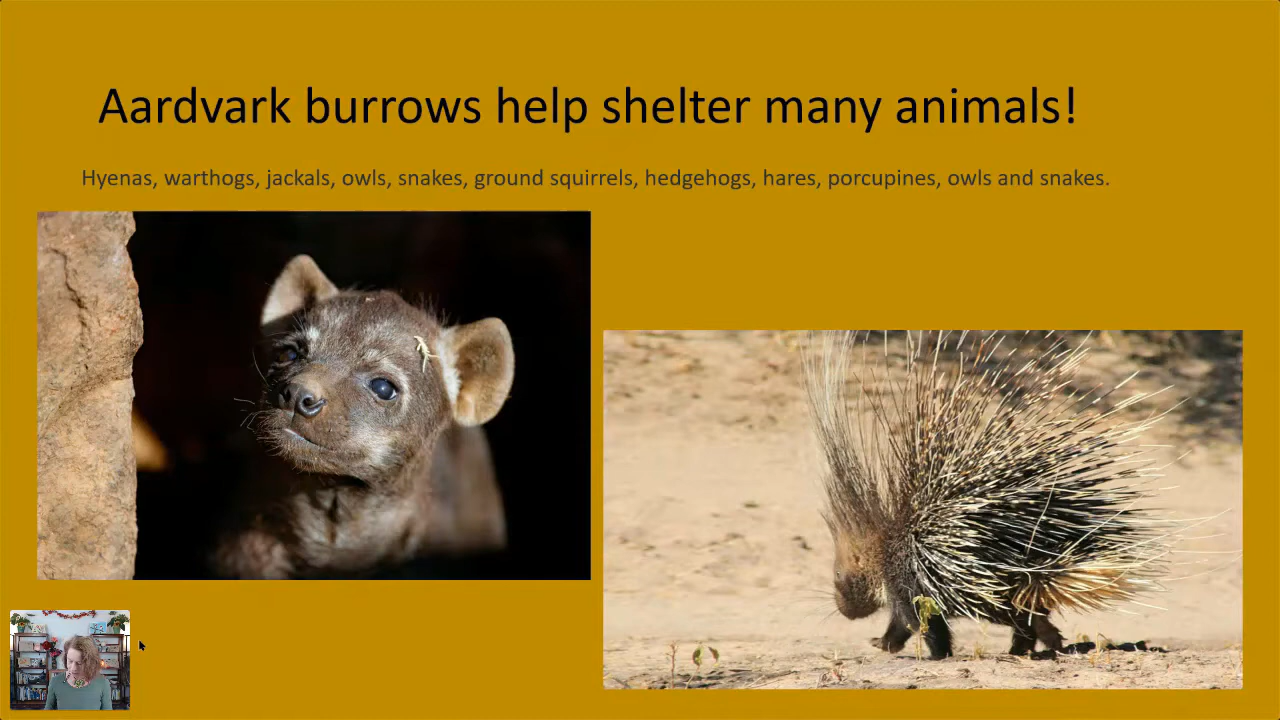 Aardvark burrows help shelter many animals!
Hyenas, warthogs, jackals, owls, snakes, ground squirrels, hedgehogs, hares, porcupines, owls and snakes.